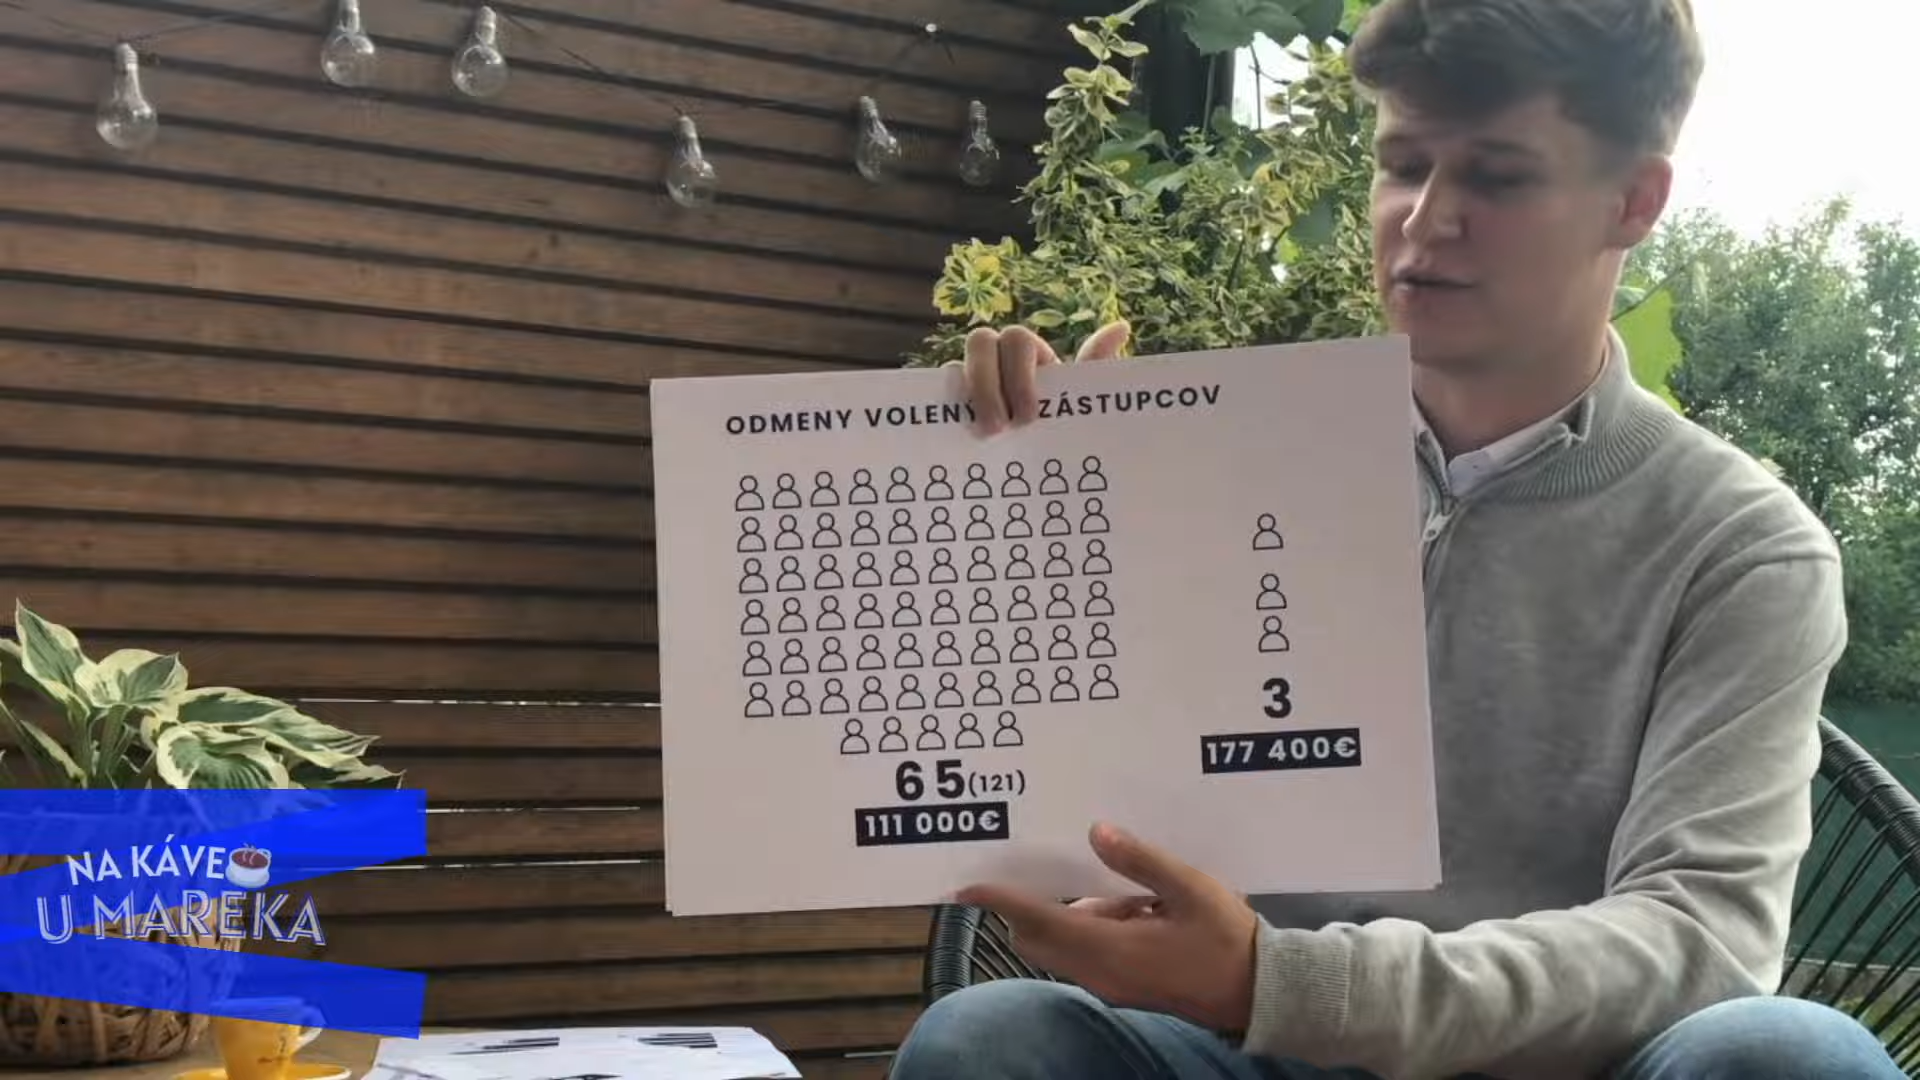 ODMENY VOLENÝ ZÁSTUPCOV
65(121)
111 000€
3
177 400€
NA KÁVE
U MAREKA